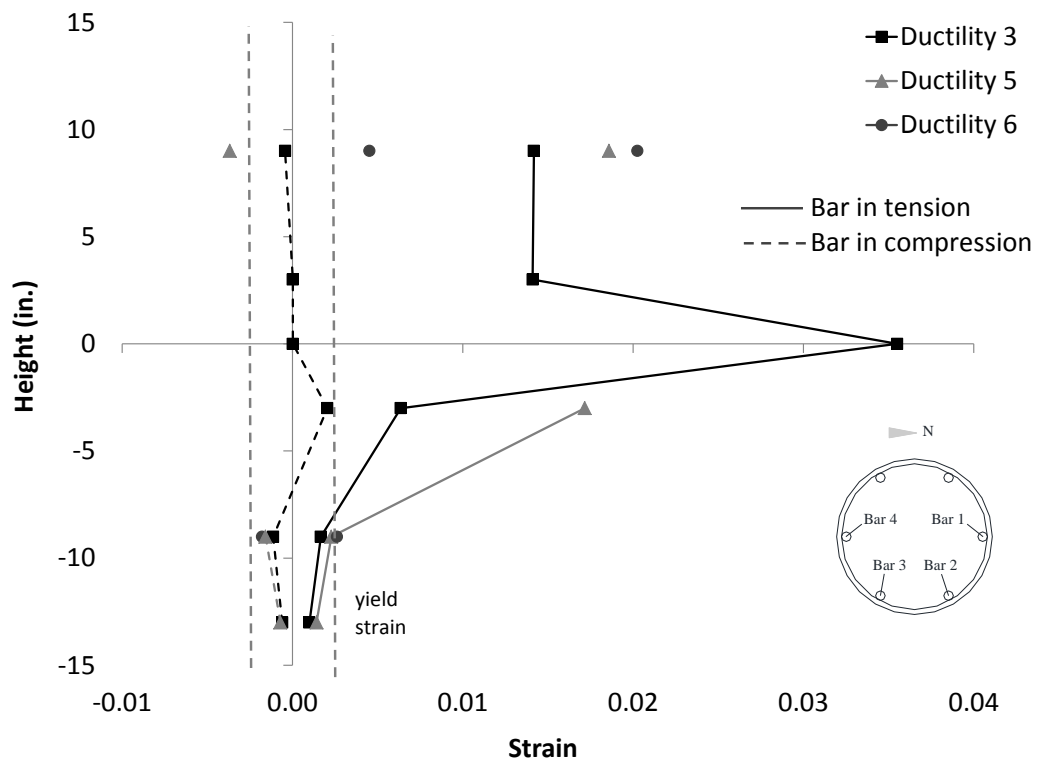 15
Ductility 3
Ductility 5
Ductility 6
10
Bar in tension
Bar in compression
5
Height (in.)
0
-5
N
Bar 4
Bar 1
Bar 3
Bar 2
-10
yield
strain
-15
-0.01
0.00
0.01
0.02
0.03
0.04
Strain